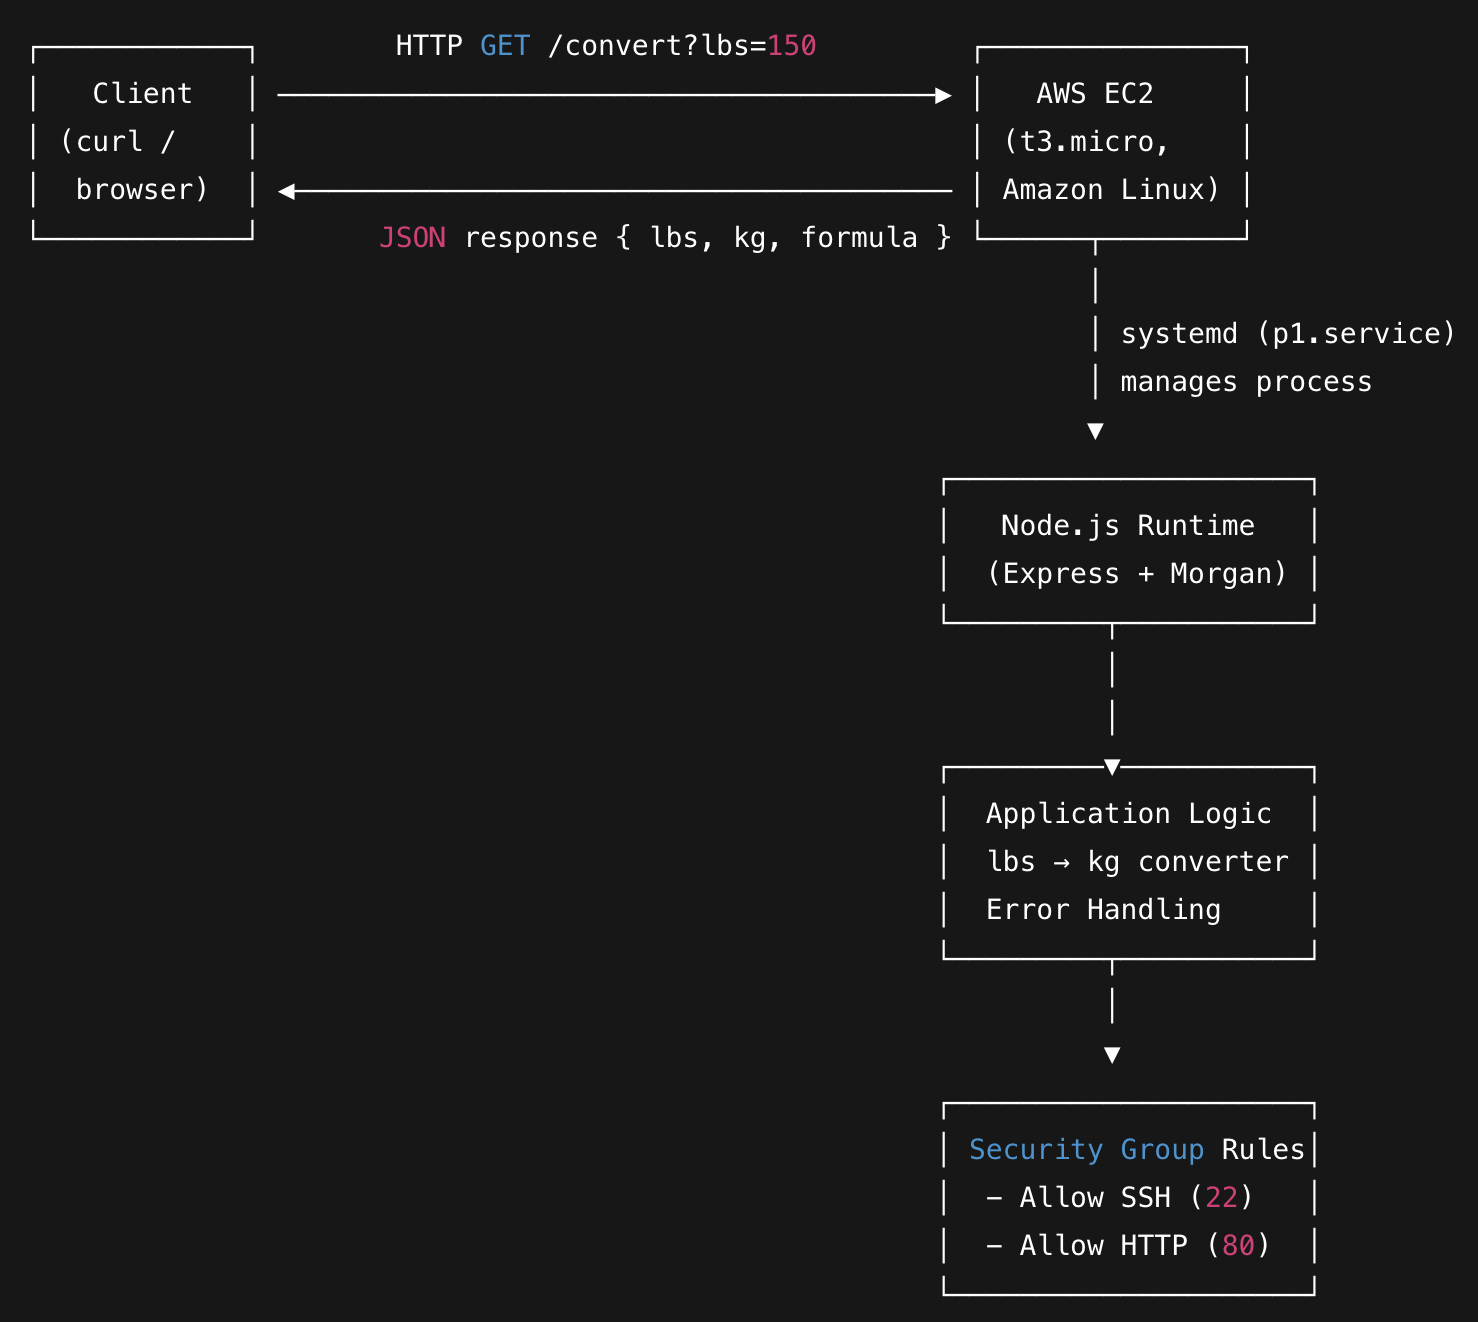 HTTP GET /convert?lbs=150
Client
(curl /
browser)
AWS EC2
(t3.micro,
Amazon Linux)
JSON response { lbs, kg, formula }
systemd (p1.service)
manages process
Node.js Runtime
(Express + Morgan)
Application Logic
lbs → kg converter
Error Handling
Security Group Rules
- Allow SSH (22)
- Allow HTTP (80)